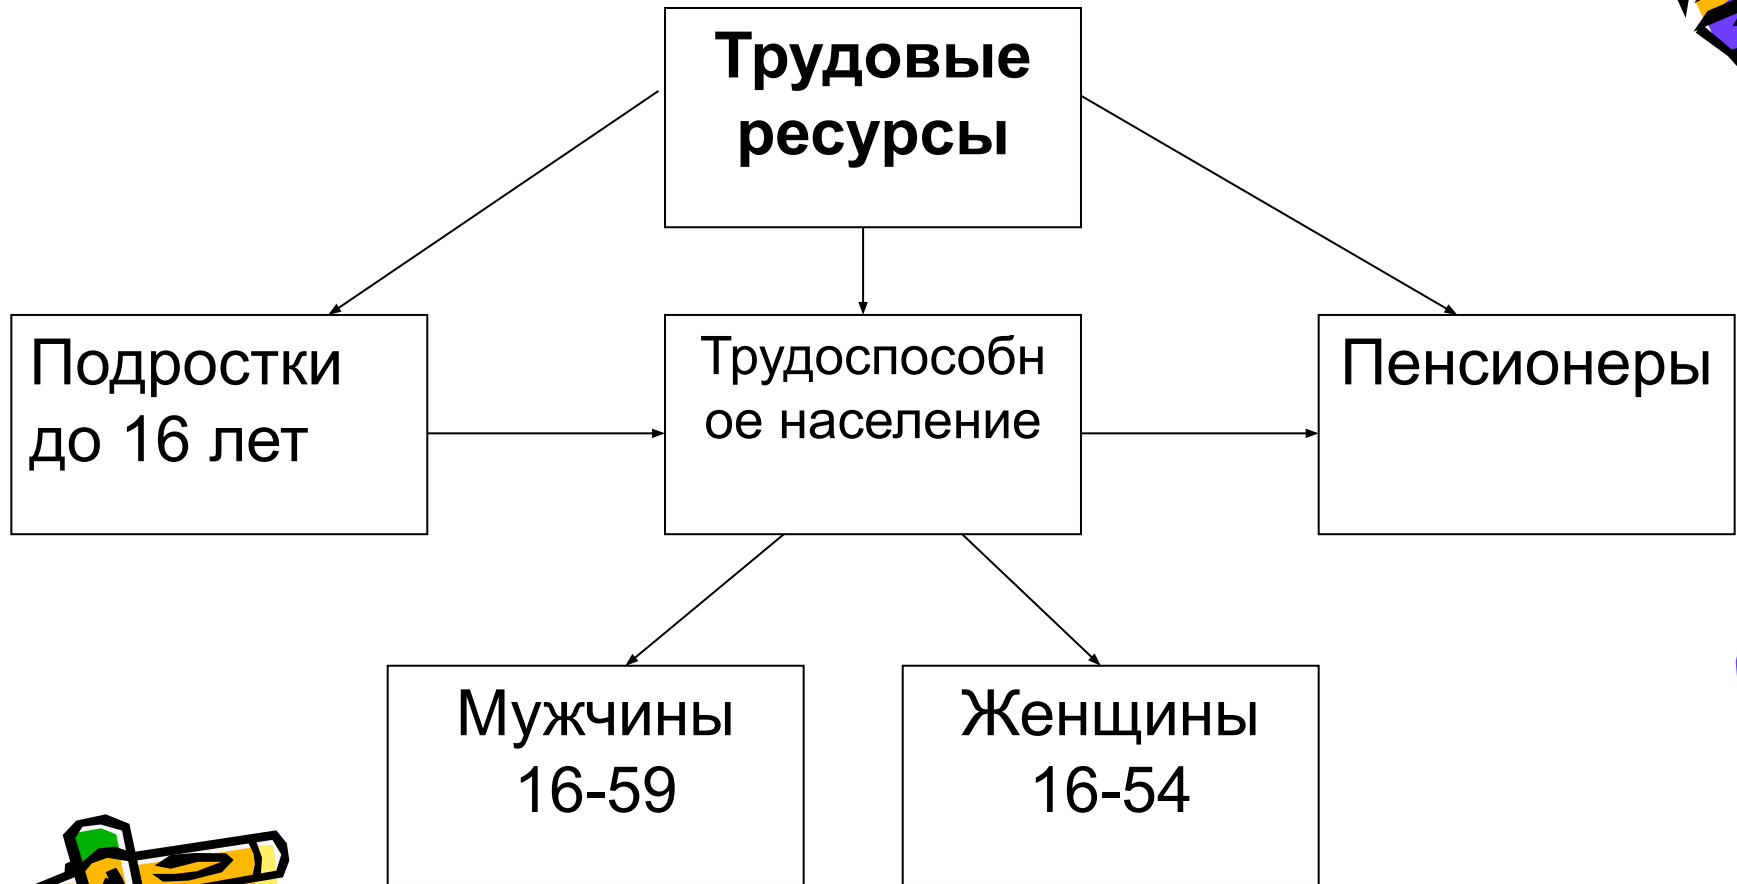 Трудовые
ресурсы
Подростки
до 16 лет
Трудоспособн
ое население
Пенсионеры
Мужчины
16-59
Женщины
16-54